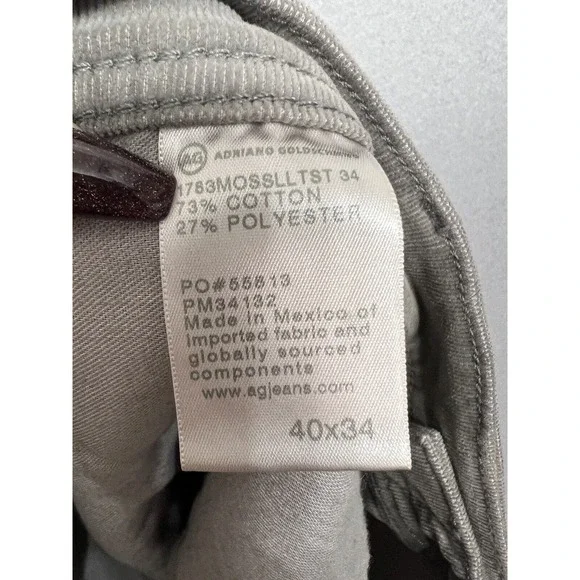 AG ADRIANO GOLDSCHMIED
1783MOSSLLTST 34
73% COTTON
27% POLYESTER
PO#55813
PM34132
Made in Mexico of
imported fabric and
globally sourced
components
www.agjeans.com
40x34